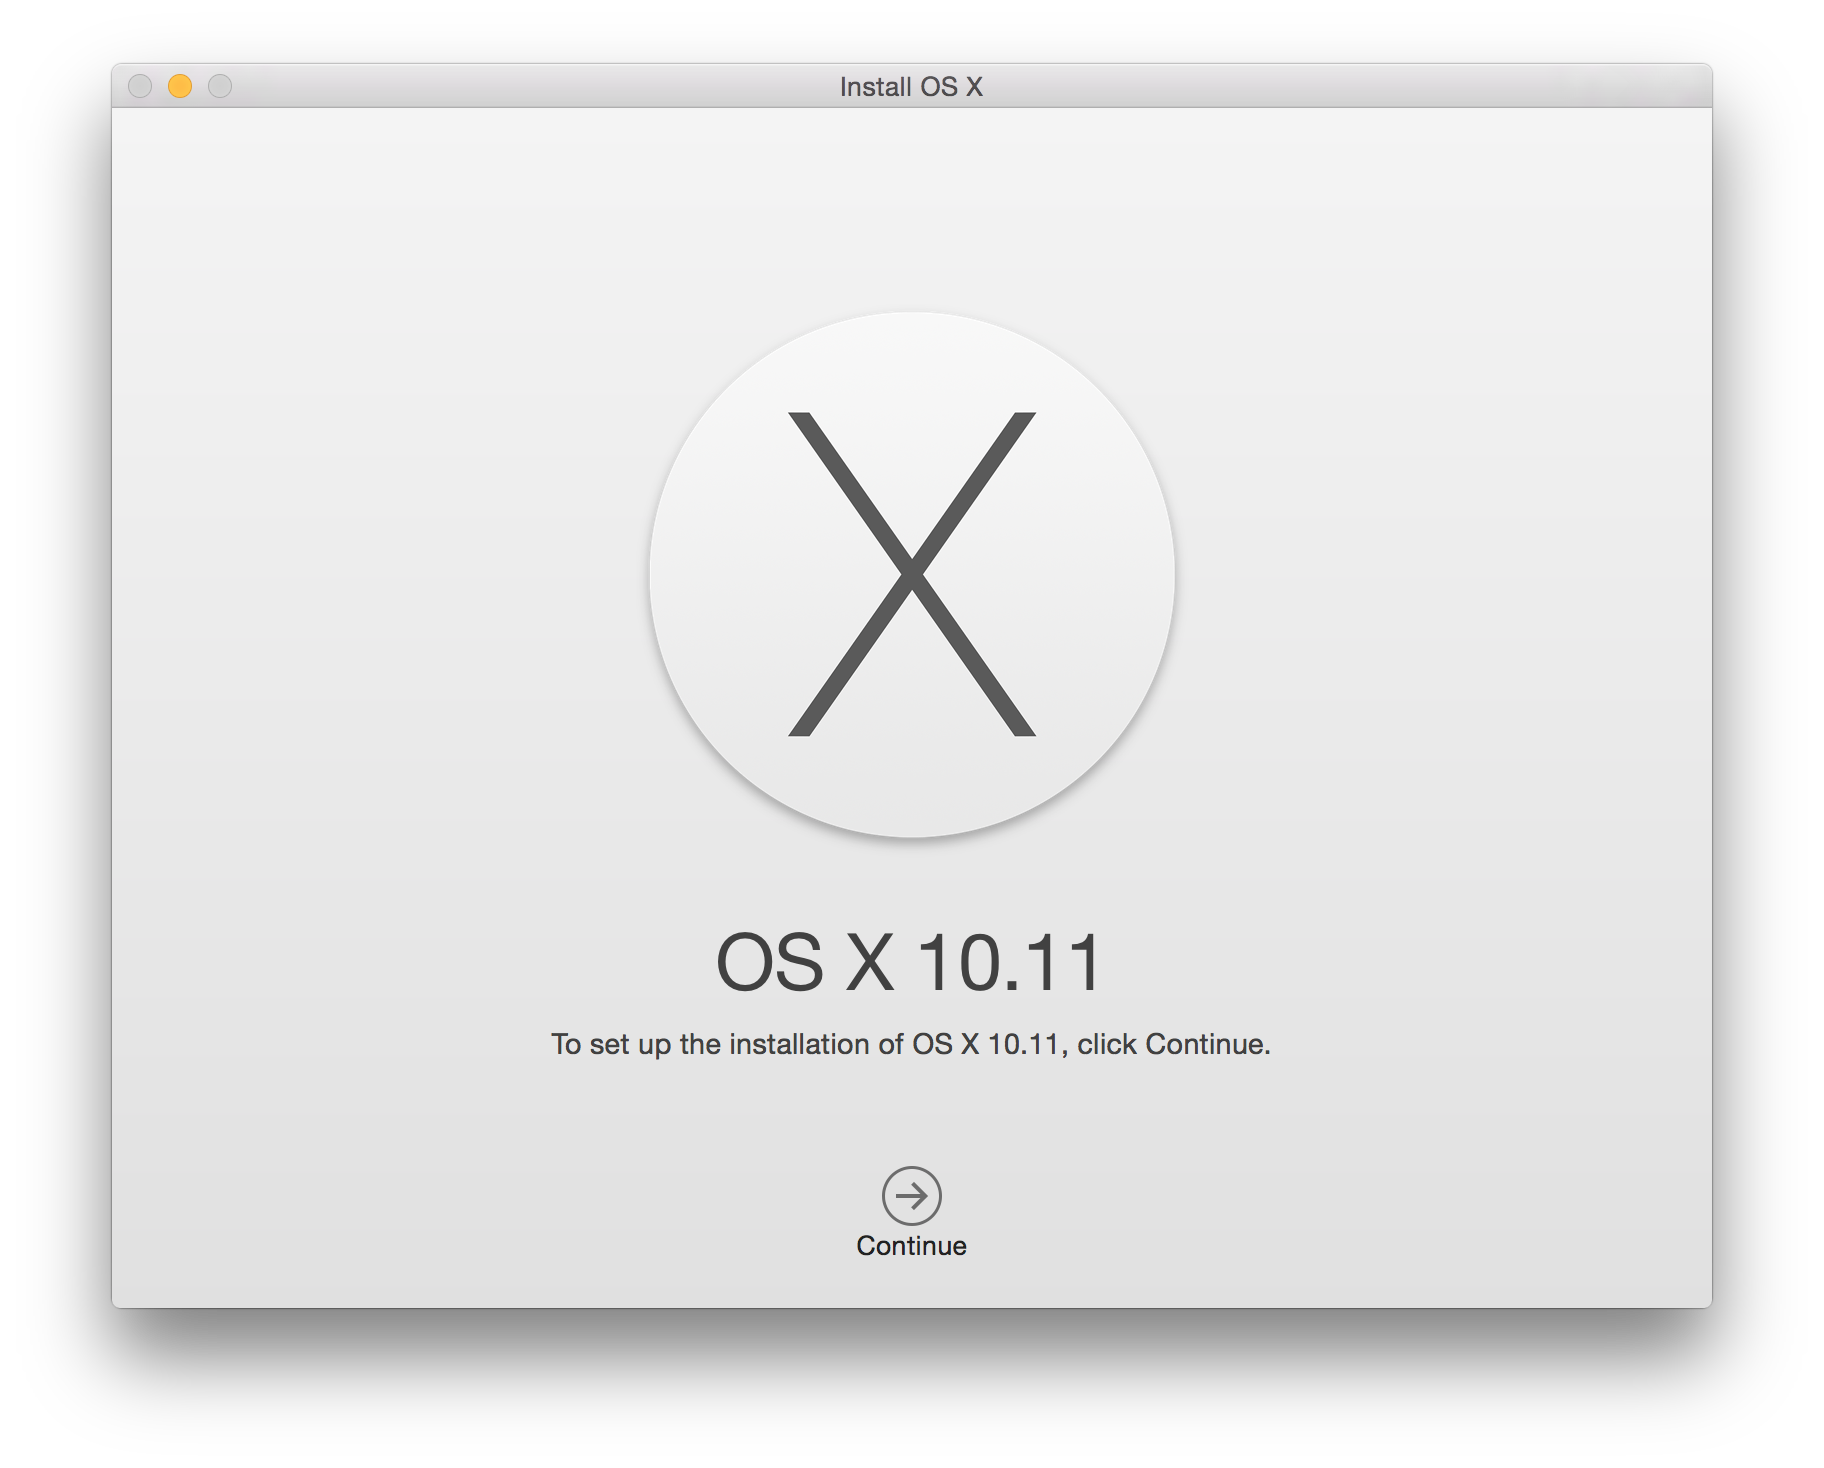 Install OS X
X
OS X 10.11
To set up the installation of OS X 10.11, click Continue.
Continue